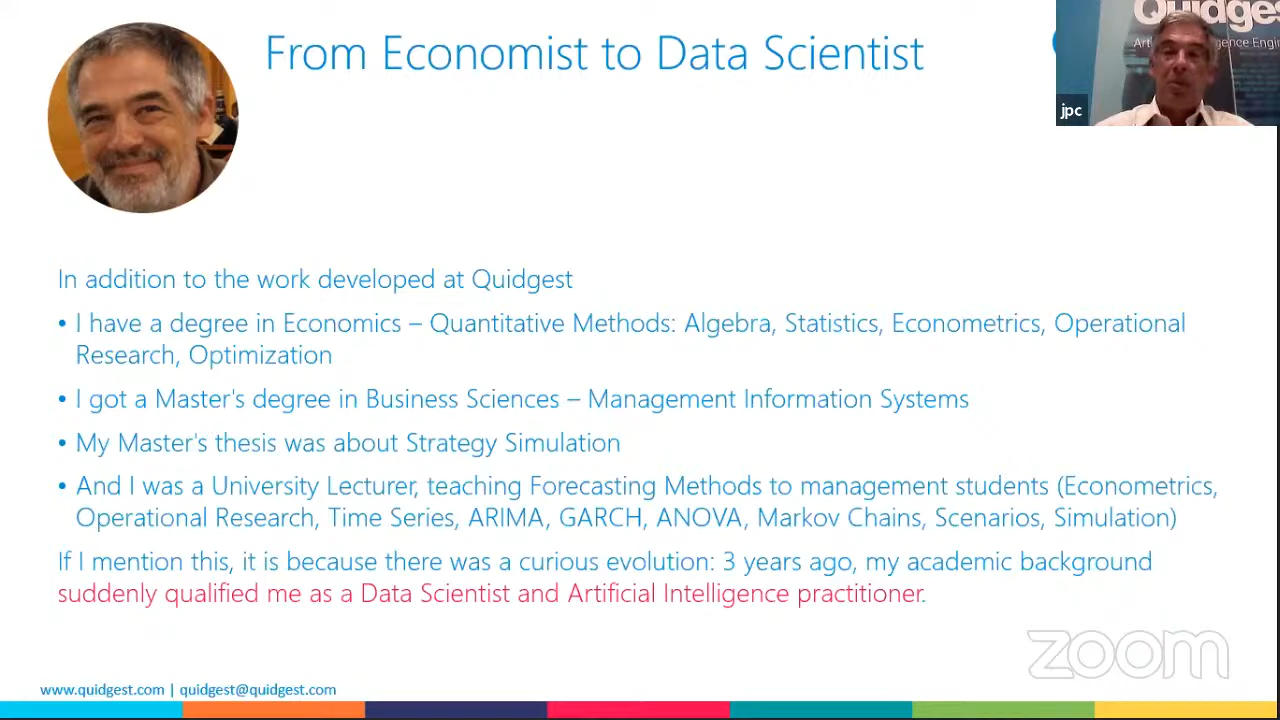 From Economist to Data Scientist
Quidges
jpc
In addition to the work developed at Quidgest
• I have a degree in Economics – Quantitative Methods: Algebra, Statistics, Econometrics, Operational
Research, Optimization
• I got a Master's degree in Business Sciences – Management Information Systems
• My Master's thesis was about Strategy Simulation
• And I was a University Lecturer, teaching Forecasting Methods to management students (Econometrics,
Operational Research, Time Series, ARIMA, GARCH, ANOVA, Markov Chains, Scenarios, Simulation)
If I mention this, it is because there was a curious evolution: 3 years ago, my academic background
suddenly qualified me as a Data Scientist and Artificial Intelligence practitioner.
zoom
www.quidgest.com | quidgest@quidgest.com